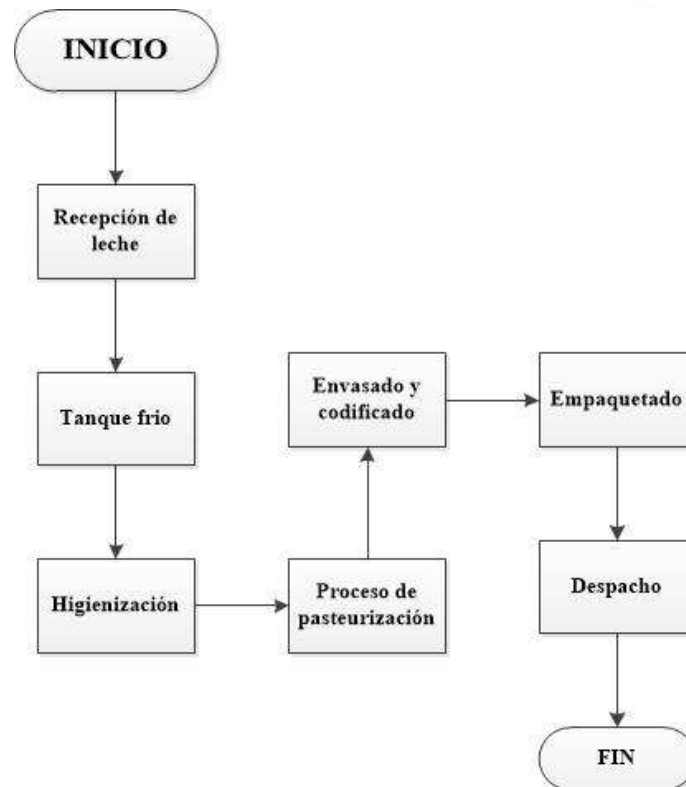 INICIO
Recepción de
leche
Tanque frio
Higienización
Proceso de
pasteurización
Envasado y
codificado
Empaquetado
Despacho
FIN